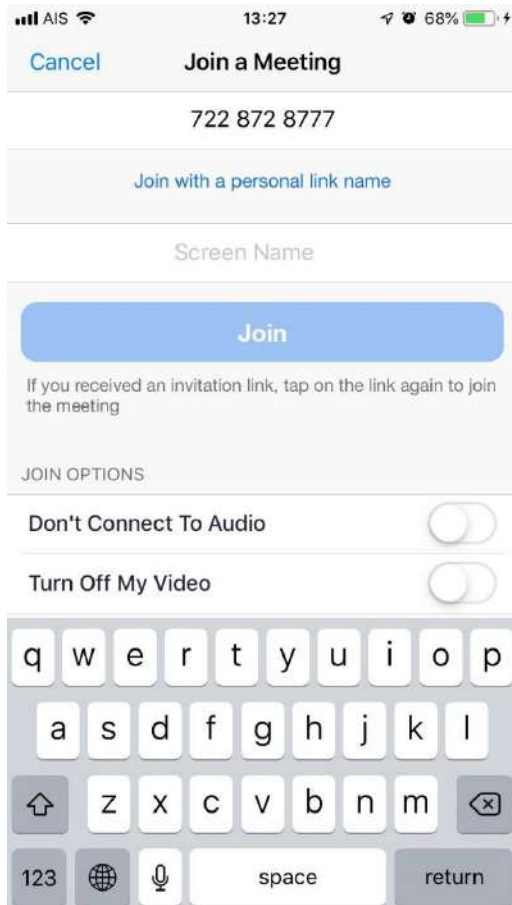 AIS 13:27 68%
Cancel Join a Meeting
722 872 8777
Join with a personal link name
Screen Name
Join
If you received an invitation link, tap on the link again to join
the meeting
JOIN OPTIONS
Don't Connect To Audio
Turn Off My Video
q w e r t y u i o p
a s d f g h j k l
z x c v b n m
123 space return